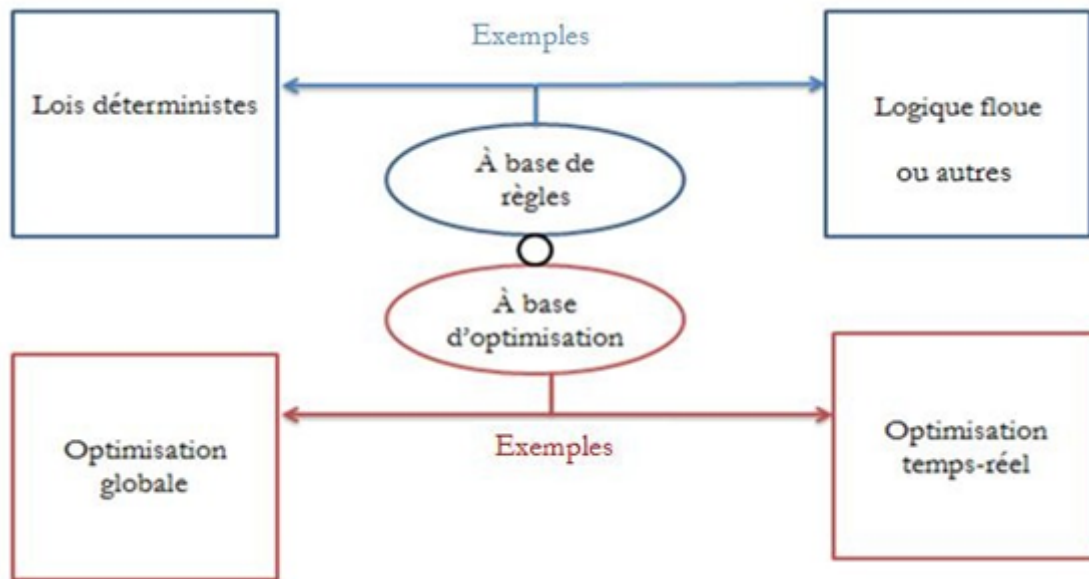 Exemples
Lois déterministes
Logique floue
ou autres
À base de
règles
À base
d'optimisation
Optimisation
globale
Exemples
Optimisation
temps-réel